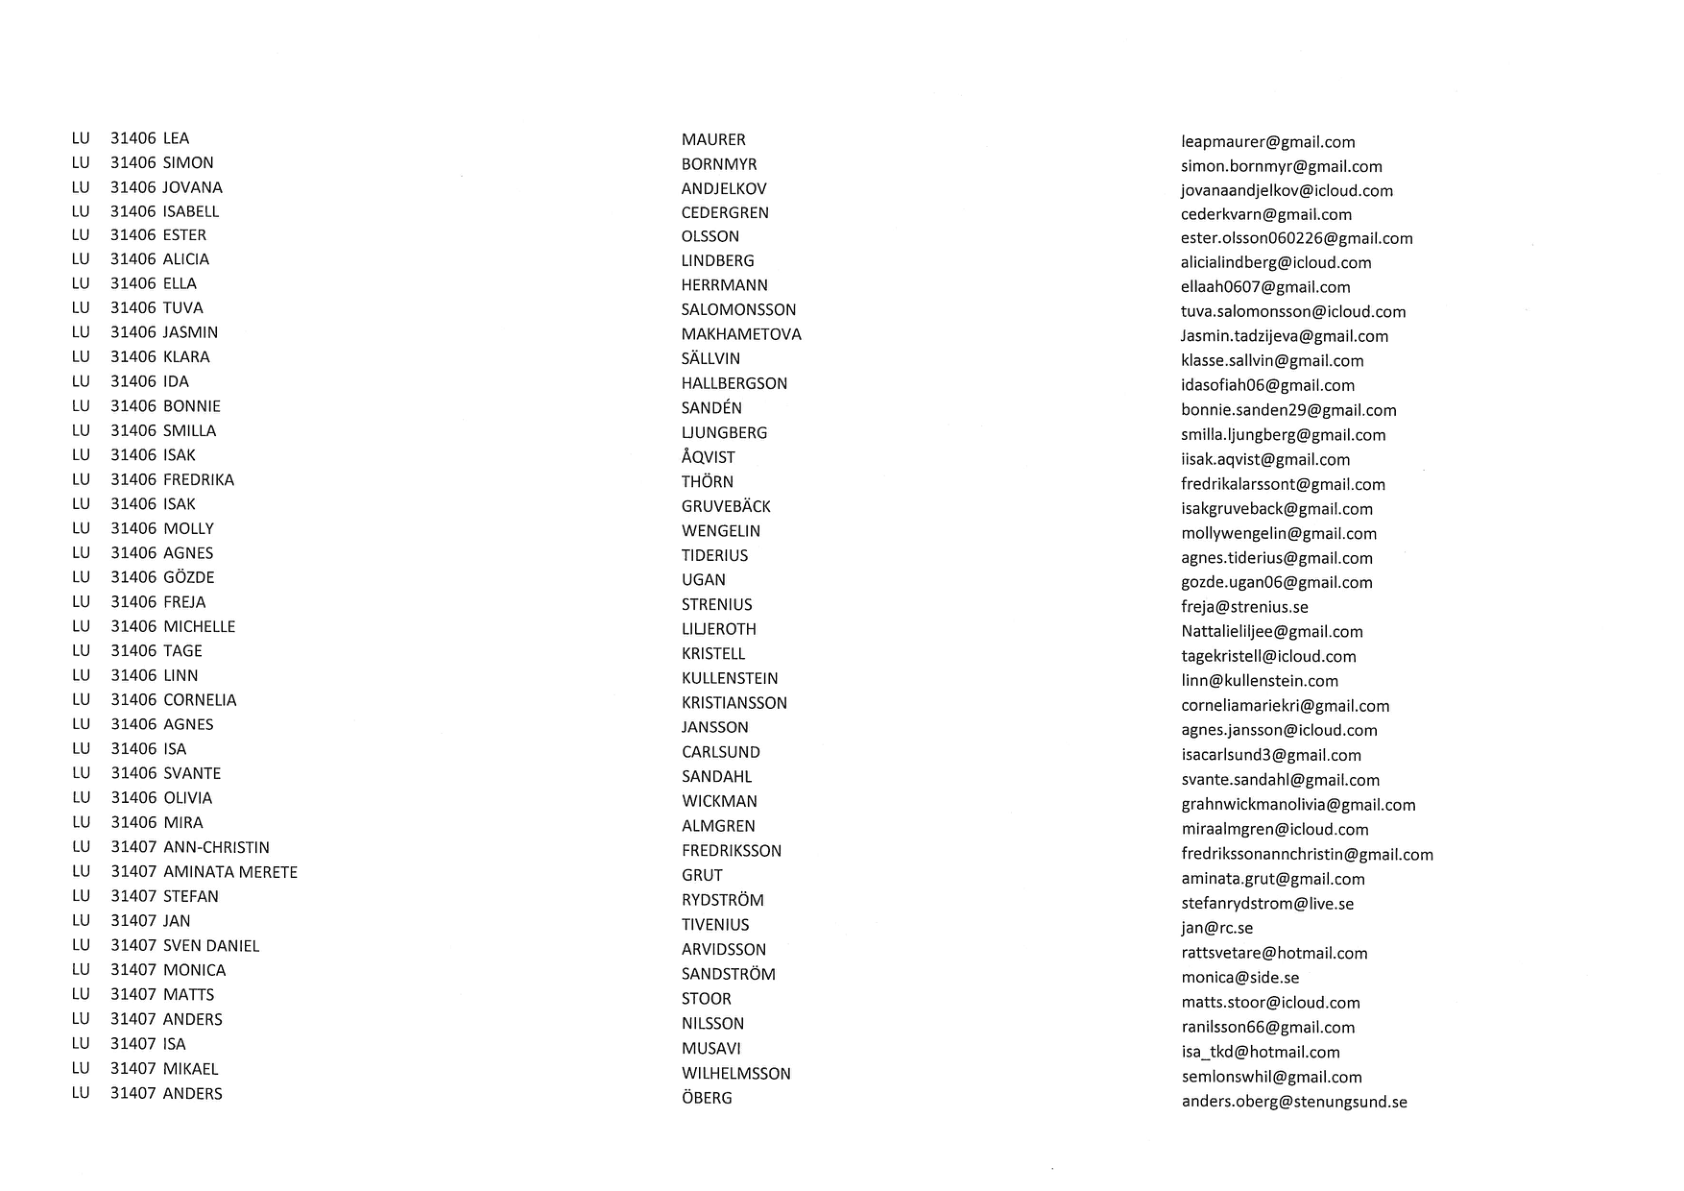 LU 31406 LEA MAURER leapmaurer@gmail.com
LU 31406 SIMON BORNMYR simon.bornmyr@gmail.com
LU 31406 JOVANA ANDJELKOV jovanaandjelkov@icloud.com
LU 31406 ISABELL CEDERGREN cederkvarn@gmail.com
LU 31406 ESTER OLSSON ester.olsson060226@gmail.com
LU 31406 ALICIA LINDBERG alicialindberg@icloud.com
LU 31406 ELLA HERRMANN ellaah0607@gmail.com
LU 31406 TUVA SALOMONSSON tuva.salomonsson@icloud.com
LU 31406 JASMIN MAKHAMETOVA Jasmin.tadzijeva@gmail.com
LU 31406 KLARA SÄLLVIN klasse.sallvin@gmail.com
LU 31406 IDA HALLBERGSON idasofiah06@gmail.com
LU 31406 BONNIE SANDÉN bonnie.sanden29@gmail.com
LU 31406 SMILLA LJUNGBERG smilla.ljungberg@gmail.com
LU 31406 ISAK ÅQVIST iisak.aqvist@gmail.com
LU 31406 FREDRIKA THÖRN fredrikalarssont@gmail.com
LU 31406 ISAK GRUVEBÄCK isakgruveback@gmail.com
LU 31406 MOLLY WENGELIN mollywengelin@gmail.com
LU 31406 AGNES TIDERIUS agnes.tiderius@gmail.com
LU 31406 GÖZDE UGAN gozde.ugan06@gmail.com
LU 31406 FREJA STRENIUS freja@strenius.se
LU 31406 MICHELLE LILJEROTH Nattalieliljee@gmail.com
LU 31406 TAGE KRISTELL tagekristell@icloud.com
LU 31406 LINN KULLENSTEIN linn@kullenstein.com
LU 31406 CORNELIA KRISTIANSSON corneliamariekri@gmail.com
LU 31406 AGNES JANSSON agnes.jansson@icloud.com
LU 31406 ISA CARLSUND isacarlsund3@gmail.com
LU 31406 SVANTE SANDAHL svante.sandahl@gmail.com
LU 31406 OLIVIA WICKMAN grahnwickmanolivia@gmail.com
LU 31406 MIRA ALMGREN miraalmgren@icloud.com
LU 31407 ANN-CHRISTIN FREDRIKSSON fredrikssonannchristin@gmail.com
LU 31407 AMINATA MERETE GRUT aminata.grut@gmail.com
LU 31407 STEFAN RYDSTRÖM stefanrydstrom@live.se
LU 31407 JAN TIVENIUS jan@rc.se
LU 31407 SVEN DANIEL ARVIDSSON rattsvetare@hotmail.com
LU 31407 MONICA SANDSTRÖM monica@side.se
LU 31407 MATTS STOOR matts.stoor@icloud.com
LU 31407 ANDERS NILSSON ranilsson66@gmail.com
LU 31407 ISA MUSAVI isa_tkd@hotmail.com
LU 31407 MIKAEL WILHELMSSON semlonswhil@gmail.com
LU 31407 ANDERS ÖBERG anders.oberg@stenungsund.se